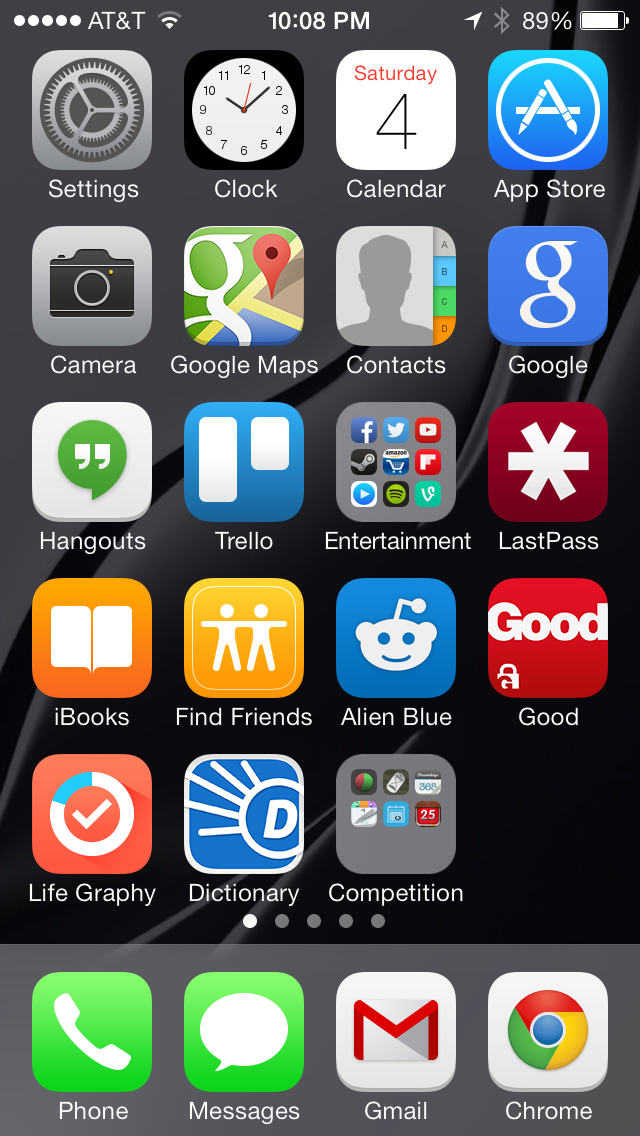 AT&T 10:08 PM 89%
12 1 2 3 4 5 6 7 8 9 10 11
Saturday
4
Settings Clock Calendar App Store
A
B
C
D
g
Camera Google Maps Contacts Google
amazon
Hangouts Trello Entertainment LastPass
Good
iBooks Find Friends Alien Blue Good
D
365
25
Life Graphy Dictionary Competition
Phone Messages Gmail Chrome